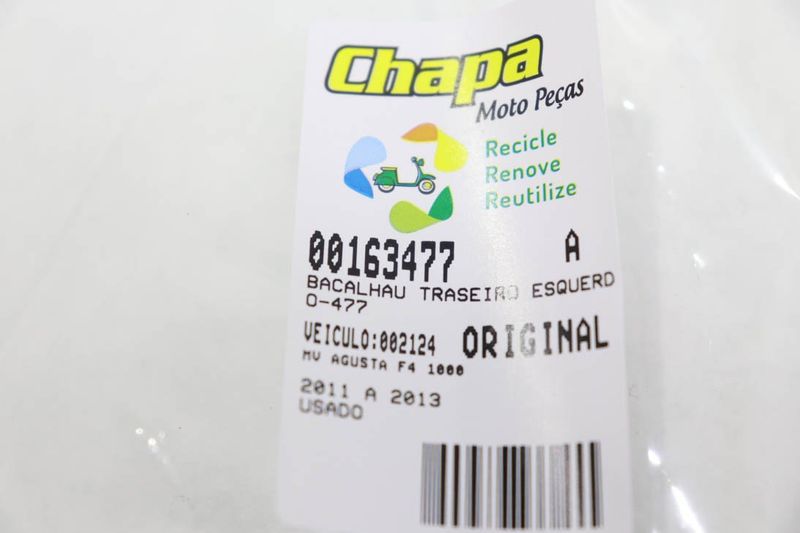 Chapa
Moto Peças
Recicle
Renove
Reutilize
00163477 A
BACALHAU TRASEIRO ESQUERD
O-477
VEICULO:002124 ORIGINAL
MV AGUSTA F4 1000
2011 A 2013
USADO